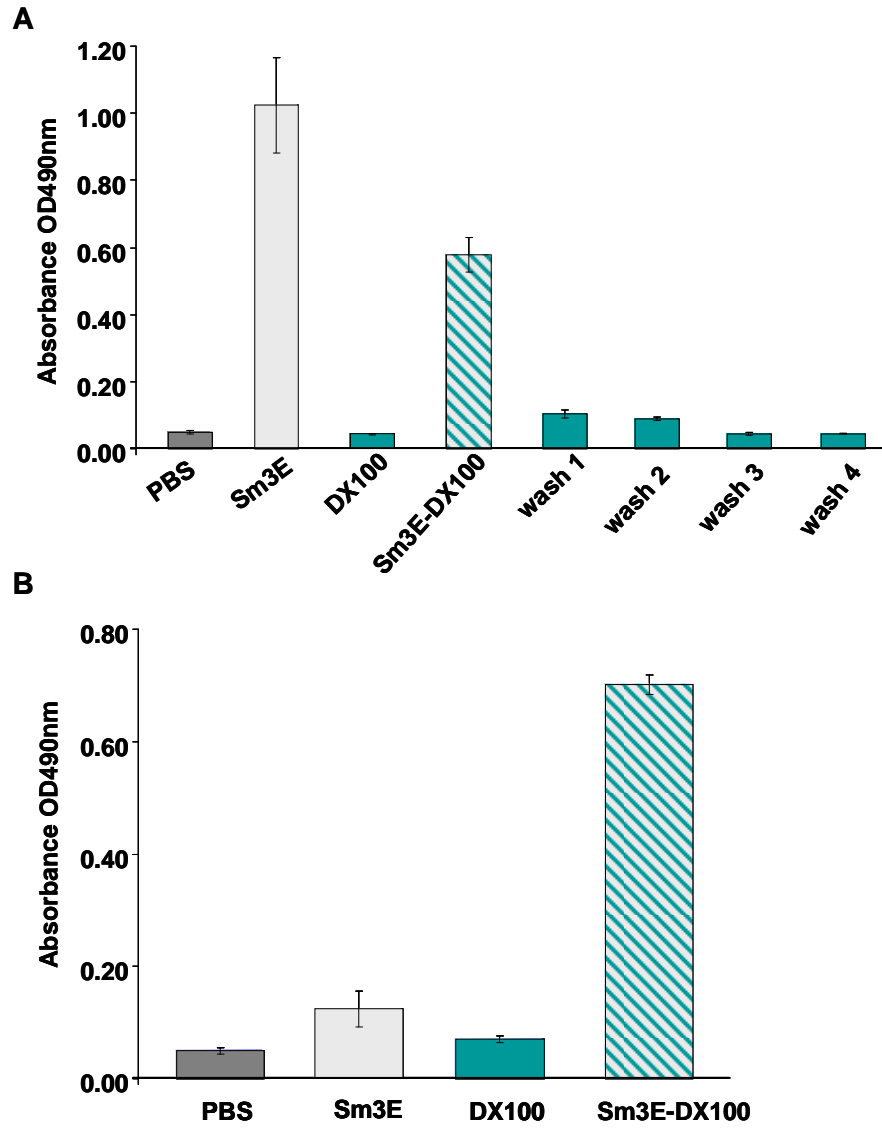 A
Absorbance OD490nm
1.20
1.00
0.80
0.60
0.40
0.20
0.00
PBS
Sm3E
DX100
Sm3E-DX100
wash 1
wash 2
wash 3
wash 4
B
Absorbance OD490nm
0.80
0.60
0.40
0.20
0.00
PBS
Sm3E
DX100
Sm3E-DX100